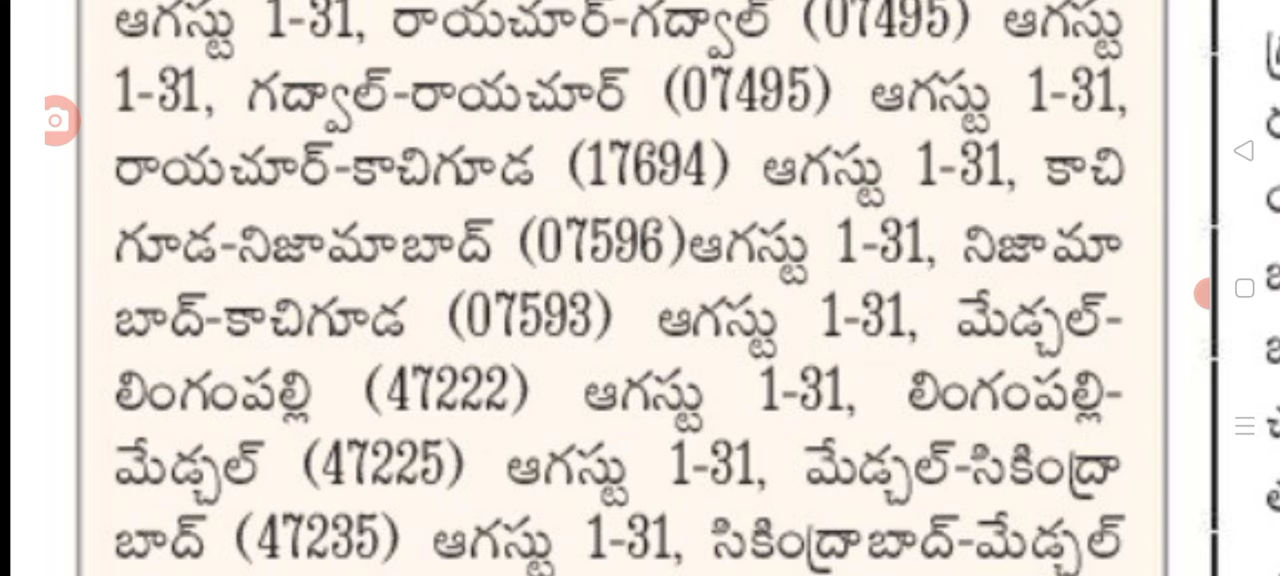 ఆగస్టు 1-31, రాయచూర్-గద్వాల్ (07495) ఆగస్టు
1-31, గద్వాల్-రాయచూర్ (07495) ఆగస్టు 1-31,
రాయచూర్-కాచిగూడ (17694) ఆగస్టు 1-31, కాచి
గూడ-నిజామాబాద్ (07596)ఆగస్టు 1-31, నిజామా
బాద్-కాచిగూడ (07593) ఆగస్టు 1-31, మేడ్చల్-
లింగంపల్లి (47222) ఆగస్టు 1-31, లింగంపల్లి-
మేడ్చల్ (47225) ఆగస్టు 1-31, మేడ్చల్-సికింద్రా
బాద్ (47235) ఆగస్టు 1-31, సికింద్రాబాద్-మేడ్చల్